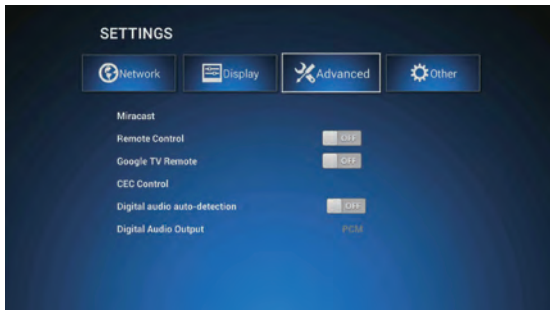 SETTINGS
Network Display Advanced Other
Miracast
Remote Control OFF
Google TV Remote OFF
CEC Control
Digital audio auto-detection OFF
Digital Audio Output PCM